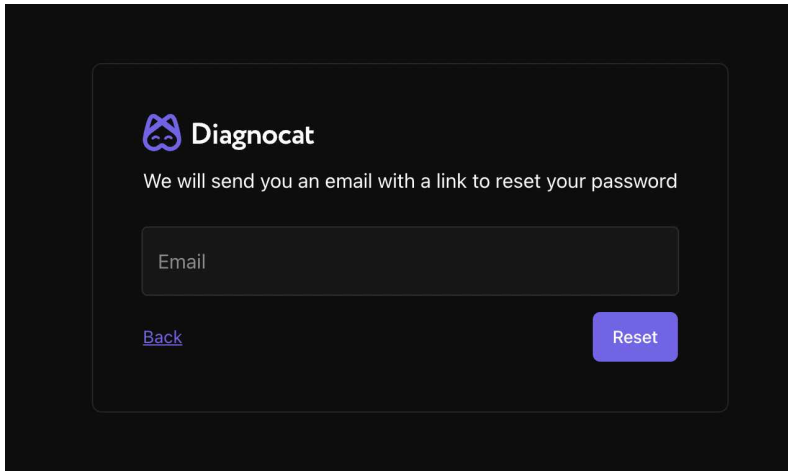 Diagnocat
We will send you an email with a link to reset your password
Email
Back
Reset